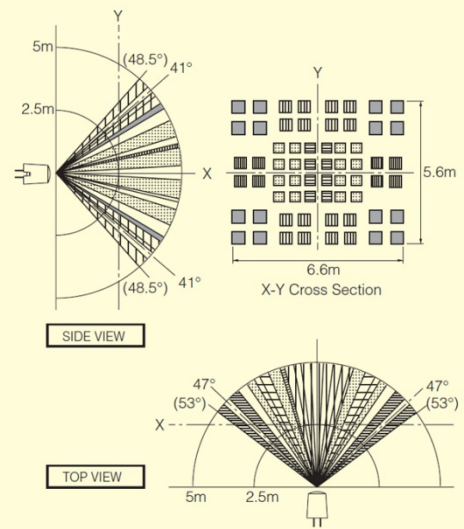 Y
5m
(48.5°)
41°
2.5m
X
41°
(48.5°)
SIDE VIEW
Y
5.6m
6.6m
X-Y Cross Section
47°
(53°)
47°
(53°)
X
TOP VIEW
5m
2.5m